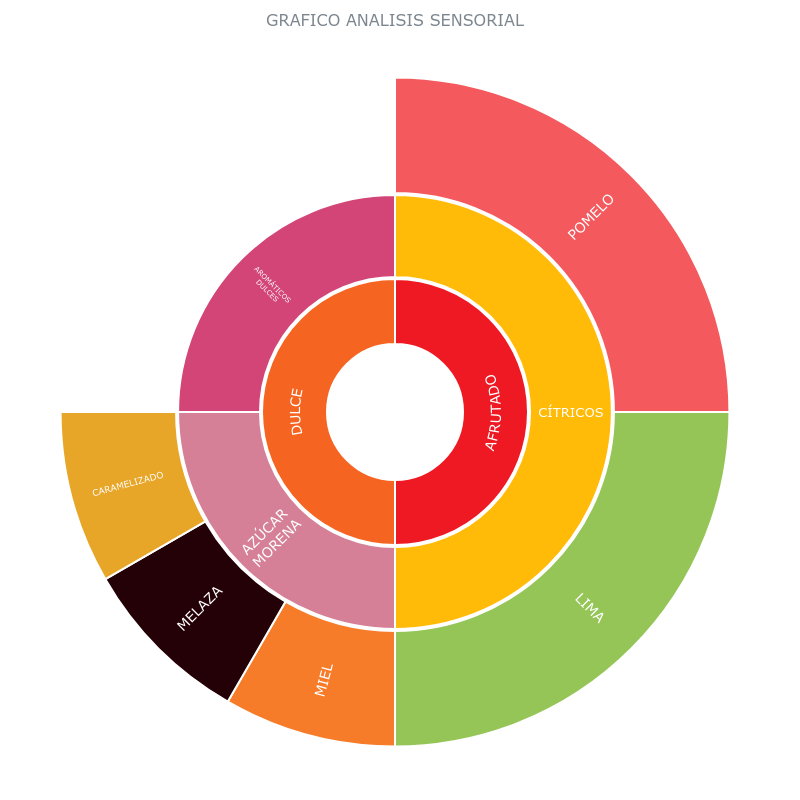 GRAFICO ANALISIS SENSORIAL
POMELO
AROMÁTICOS
DULCES
DULCE
AFRUTADO
CÍTRICOS
CARAMELIZADO
AZÚCAR
MORENA
MELAZA
LIMA
MIEL